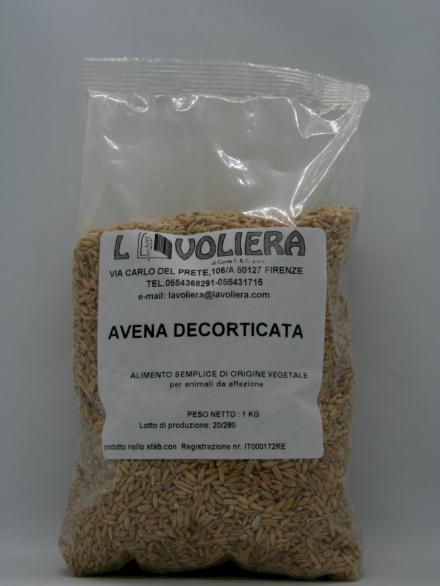 LA VOLIERA
di Conte F. & C. s.n.c.
VIA CARLO DEL PRETE,106/A 50127 FIRENZE
TEL.0554368291-055431715
e-mail: lavoliera@lavoliera.com
AVENA DECORTICATA
ALIMENTO SEMPLICE DI ORIGINE VEGETALE
per animali da affezione
PESO NETTO : 1 KG
Lotto di produzione: 20/280
prodotto nello stab.con Registrazione nr. IT000172RE